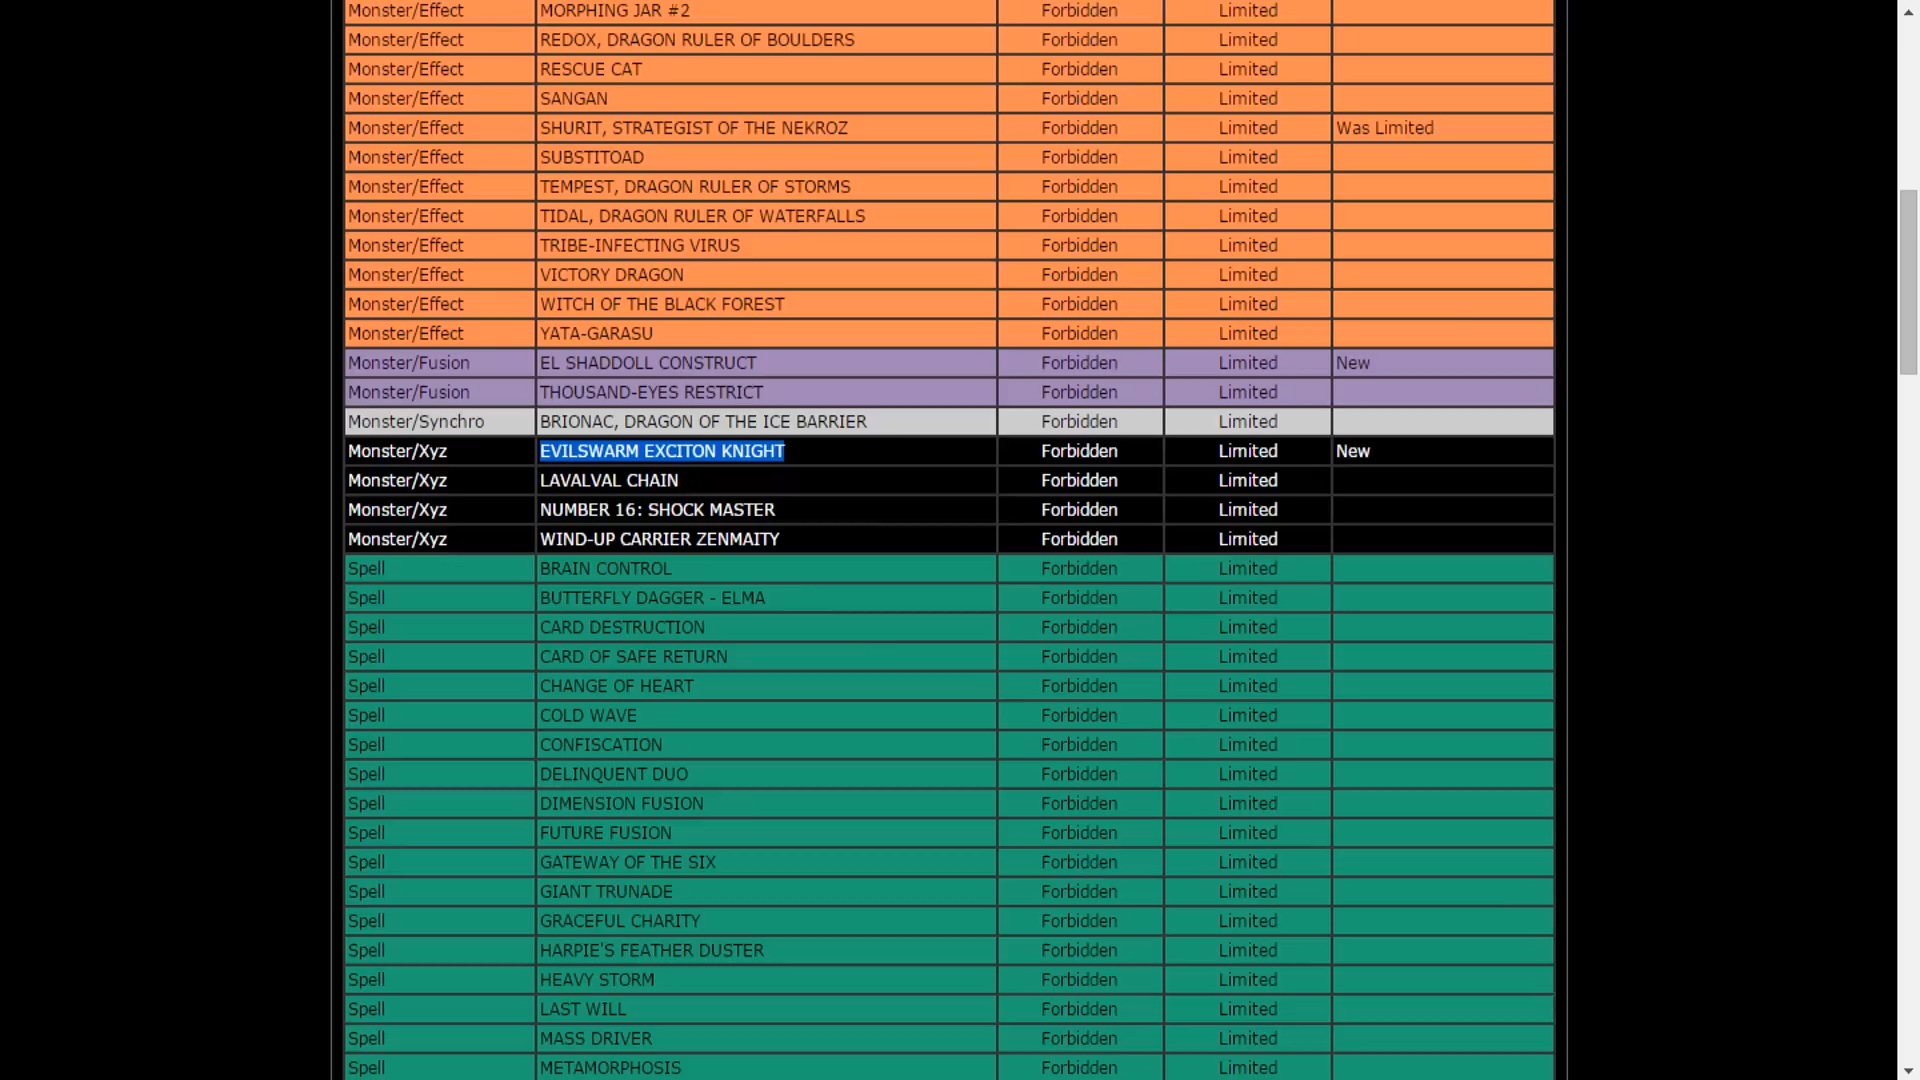 Monster/Effect MORPHING JAR #2 Forbidden Limited
Monster/Effect REDOX, DRAGON RULER OF BOULDERS Forbidden Limited
Monster/Effect RESCUE CAT Forbidden Limited
Monster/Effect SANGAN Forbidden Limited
Monster/Effect SHURIT, STRATEGIST OF THE NEKROZ Forbidden Limited Was Limited
Monster/Effect SUBSTITOAD Forbidden Limited
Monster/Effect TEMPEST, DRAGON RULER OF STORMS Forbidden Limited
Monster/Effect TIDAL, DRAGON RULER OF WATERFALLS Forbidden Limited
Monster/Effect TRIBE-INFECTING VIRUS Forbidden Limited
Monster/Effect VICTORY DRAGON Forbidden Limited
Monster/Effect WITCH OF THE BLACK FOREST Forbidden Limited
Monster/Effect YATA-GARASU Forbidden Limited
Monster/Fusion EL SHADDOLL CONSTRUCT Forbidden Limited New
Monster/Fusion THOUSAND-EYES RESTRICT Forbidden Limited
Monster/Synchro BRIONAC, DRAGON OF THE ICE BARRIER Forbidden Limited
Monster/Xyz EVILSWARM EXCITON KNIGHT Forbidden Limited New
Monster/Xyz LAVALVAL CHAIN Forbidden Limited
Monster/Xyz NUMBER 16: SHOCK MASTER Forbidden Limited
Monster/Xyz WIND-UP CARRIER ZENMAITY Forbidden Limited
Spell BRAIN CONTROL Forbidden Limited
Spell BUTTERFLY DAGGER - ELMA Forbidden Limited
Spell CARD DESTRUCTION Forbidden Limited
Spell CARD OF SAFE RETURN Forbidden Limited
Spell CHANGE OF HEART Forbidden Limited
Spell COLD WAVE Forbidden Limited
Spell CONFISCATION Forbidden Limited
Spell DELINQUENT DUO Forbidden Limited
Spell DIMENSION FUSION Forbidden Limited
Spell FUTURE FUSION Forbidden Limited
Spell GATEWAY OF THE SIX Forbidden Limited
Spell GIANT TRUNADE Forbidden Limited
Spell GRACEFUL CHARITY Forbidden Limited
Spell HARPIE'S FEATHER DUSTER Forbidden Limited
Spell HEAVY STORM Forbidden Limited
Spell LAST WILL Forbidden Limited
Spell MASS DRIVER Forbidden Limited
Spell METAMORPHOSIS Forbidden Limited